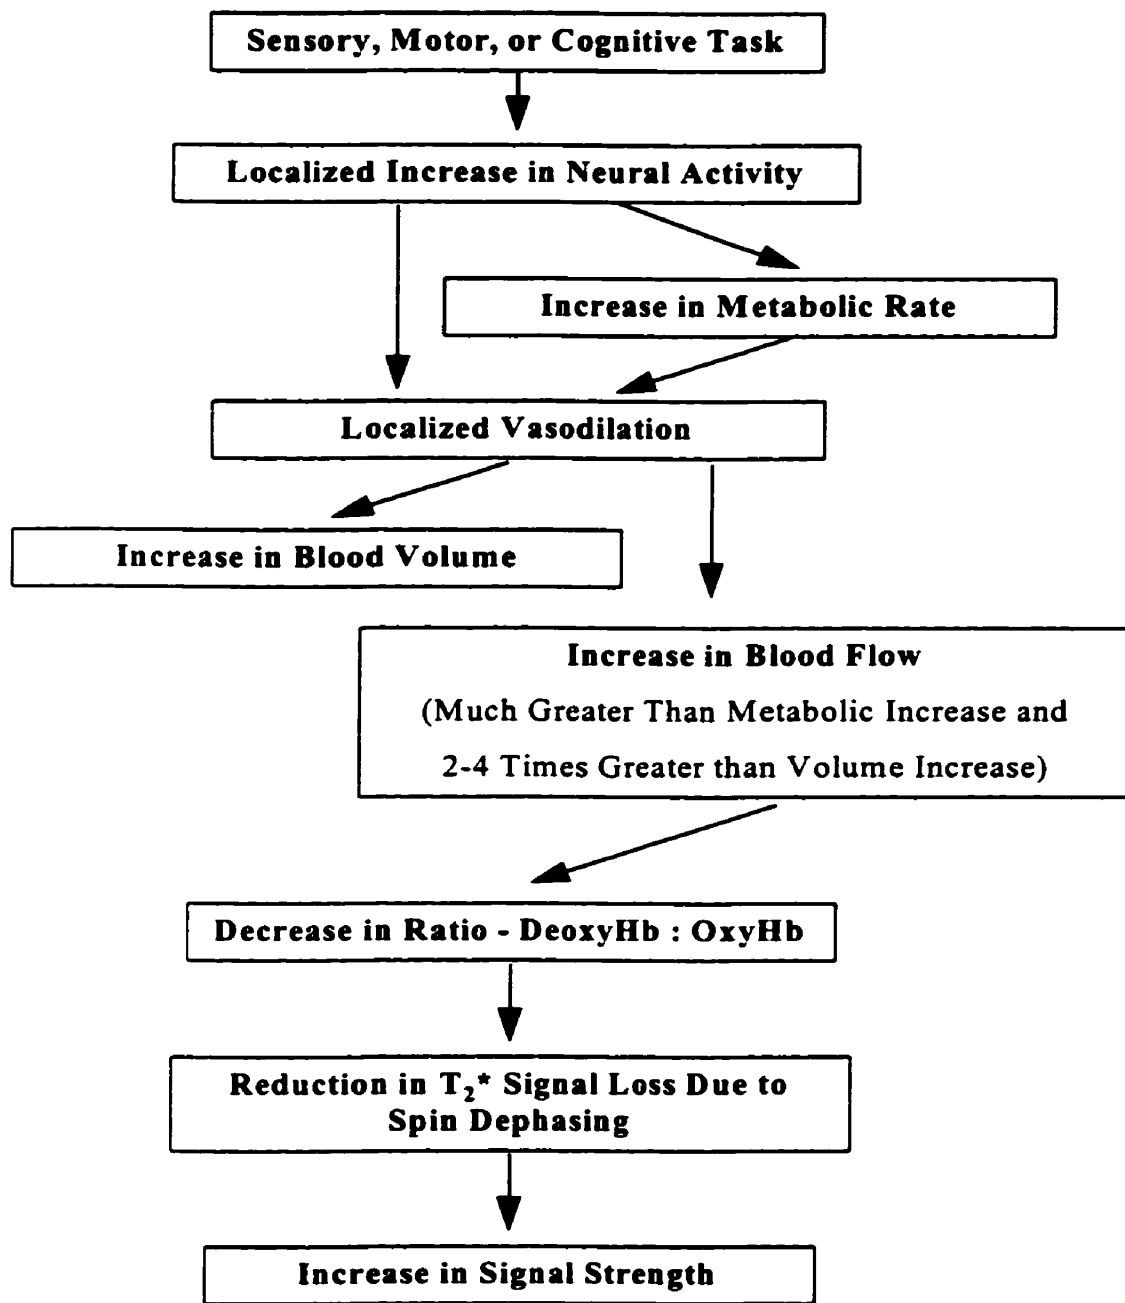 Sensory, Motor, or Cognitive Task
Localized Increase in Neural Activity
Increase in Metabolic Rate
Localized Vasodilation
Increase in Blood Volume
Increase in Blood Flow
(Much Greater Than Metabolic Increase and
2-4 Times Greater than Volume Increase)
Decrease in Ratio - DeoxyHb : OxyHb
Reduction in T₂* Signal Loss Due to
Spin Dephasing
Increase in Signal Strength